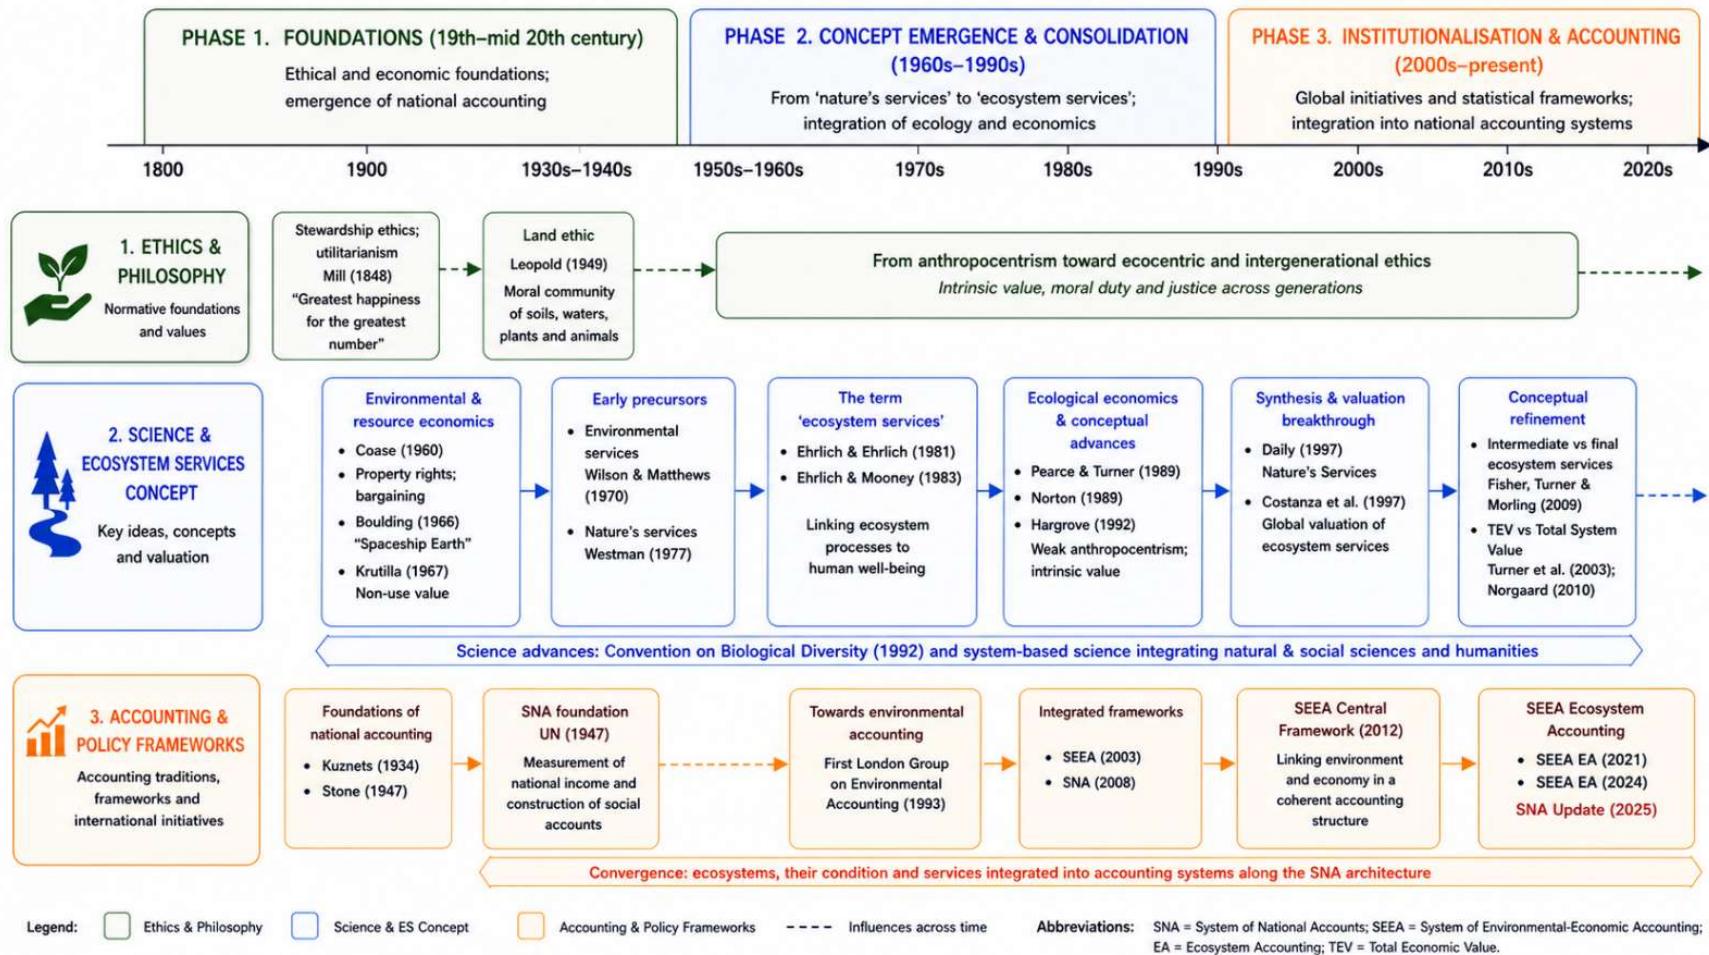 PHASE 1. FOUNDATIONS (19th–mid 20th century)
Ethical and economic foundations;
emergence of national accounting
PHASE 2. CONCEPT EMERGENCE & CONSOLIDATION
(1960s–1990s)
From ‘nature’s services’ to ‘ecosystem services’;
integration of ecology and economics
PHASE 3. INSTITUTIONALISATION & ACCOUNTING
(2000s–present)
Global initiatives and statistical frameworks;
integration into national accounting systems
1800
1900
1930s–1940s
1950s–1960s
1970s
1980s
1990s
2000s
2010s
2020s
1. ETHICS &
PHILOSOPHY
Normative foundations
and values
Stewardship ethics;
utilitarianism
Mill (1848)
“Greatest happiness
for the greatest
number”
Land ethic
Leopold (1949)
Moral community
of soils, waters,
plants and animals
From anthropocentrism toward ecocentric and intergenerational ethics
Intrinsic value, moral duty and justice across generations
2. SCIENCE &
ECOSYSTEM SERVICES
CONCEPT
Key ideas, concepts
and valuation
Environmental &
resource economics
• Coase (1960)
• Property rights;
bargaining
• Boulding (1966)
“Spaceship Earth”
• Krutilla (1967)
Non-use value
Early precursors
• Environmental
services
Wilson & Matthews
(1970)
• Nature’s services
Westman (1977)
The term
‘ecosystem services’
• Ehrlich & Ehrlich (1981)
• Ehrlich & Mooney (1983)
Linking ecosystem
processes to
human well-being
Ecological economics
& conceptual
advances
• Pearce & Turner (1989)
• Norton (1989)
• Hargrove (1992)
Weak anthropocentrism;
intrinsic value
Synthesis & valuation
breakthrough
• Daily (1997)
Nature’s Services
• Costanza et al. (1997)
Global valuation of
ecosystem services
Conceptual
refinement
• Intermediate vs final
ecosystem services
Fisher, Turner &
Morling (2009)
• TEV vs Total System
Value
Turner et al. (2003);
Norgaard (2010)
Science advances: Convention on Biological Diversity (1992) and system-based science integrating natural & social sciences and humanities
3. ACCOUNTING &
POLICY FRAMEWORKS
Accounting traditions,
frameworks and
international initiatives
Foundations of
national accounting
• Kuznets (1934)
• Stone (1947)
SNA foundation
UN (1947)
Measurement of
national income and
construction of social
accounts
Towards environmental
accounting
First London Group
on Environmental
Accounting (1993)
Integrated frameworks
• SEEA (2003)
• SNA (2008)
SEEA Central
Framework (2012)
Linking environment
and economy in a
coherent accounting
structure
SEEA Ecosystem
Accounting
• SEEA EA (2021)
• SEEA EA (2024)
SNA Update (2025)
Convergence: ecosystems, their condition and services integrated into accounting systems along the SNA architecture
Legend:
Ethics & Philosophy
Science & ES Concept
Accounting & Policy Frameworks
Influences across time
Abbreviations: SNA = System of National Accounts; SEEA = System of Environmental-Economic Accounting;
EA = Ecosystem Accounting; TEV = Total Economic Value.